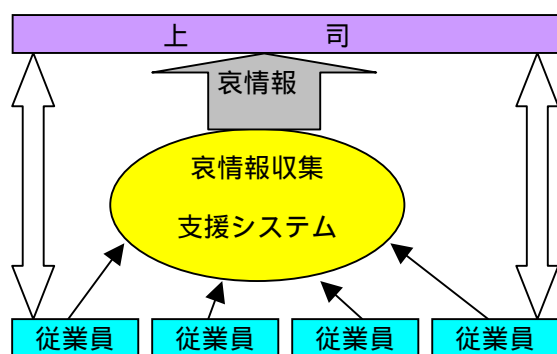 上　　　　　司
哀情報
哀情報収集
支援システム
従業員
従業員
従業員
従業員